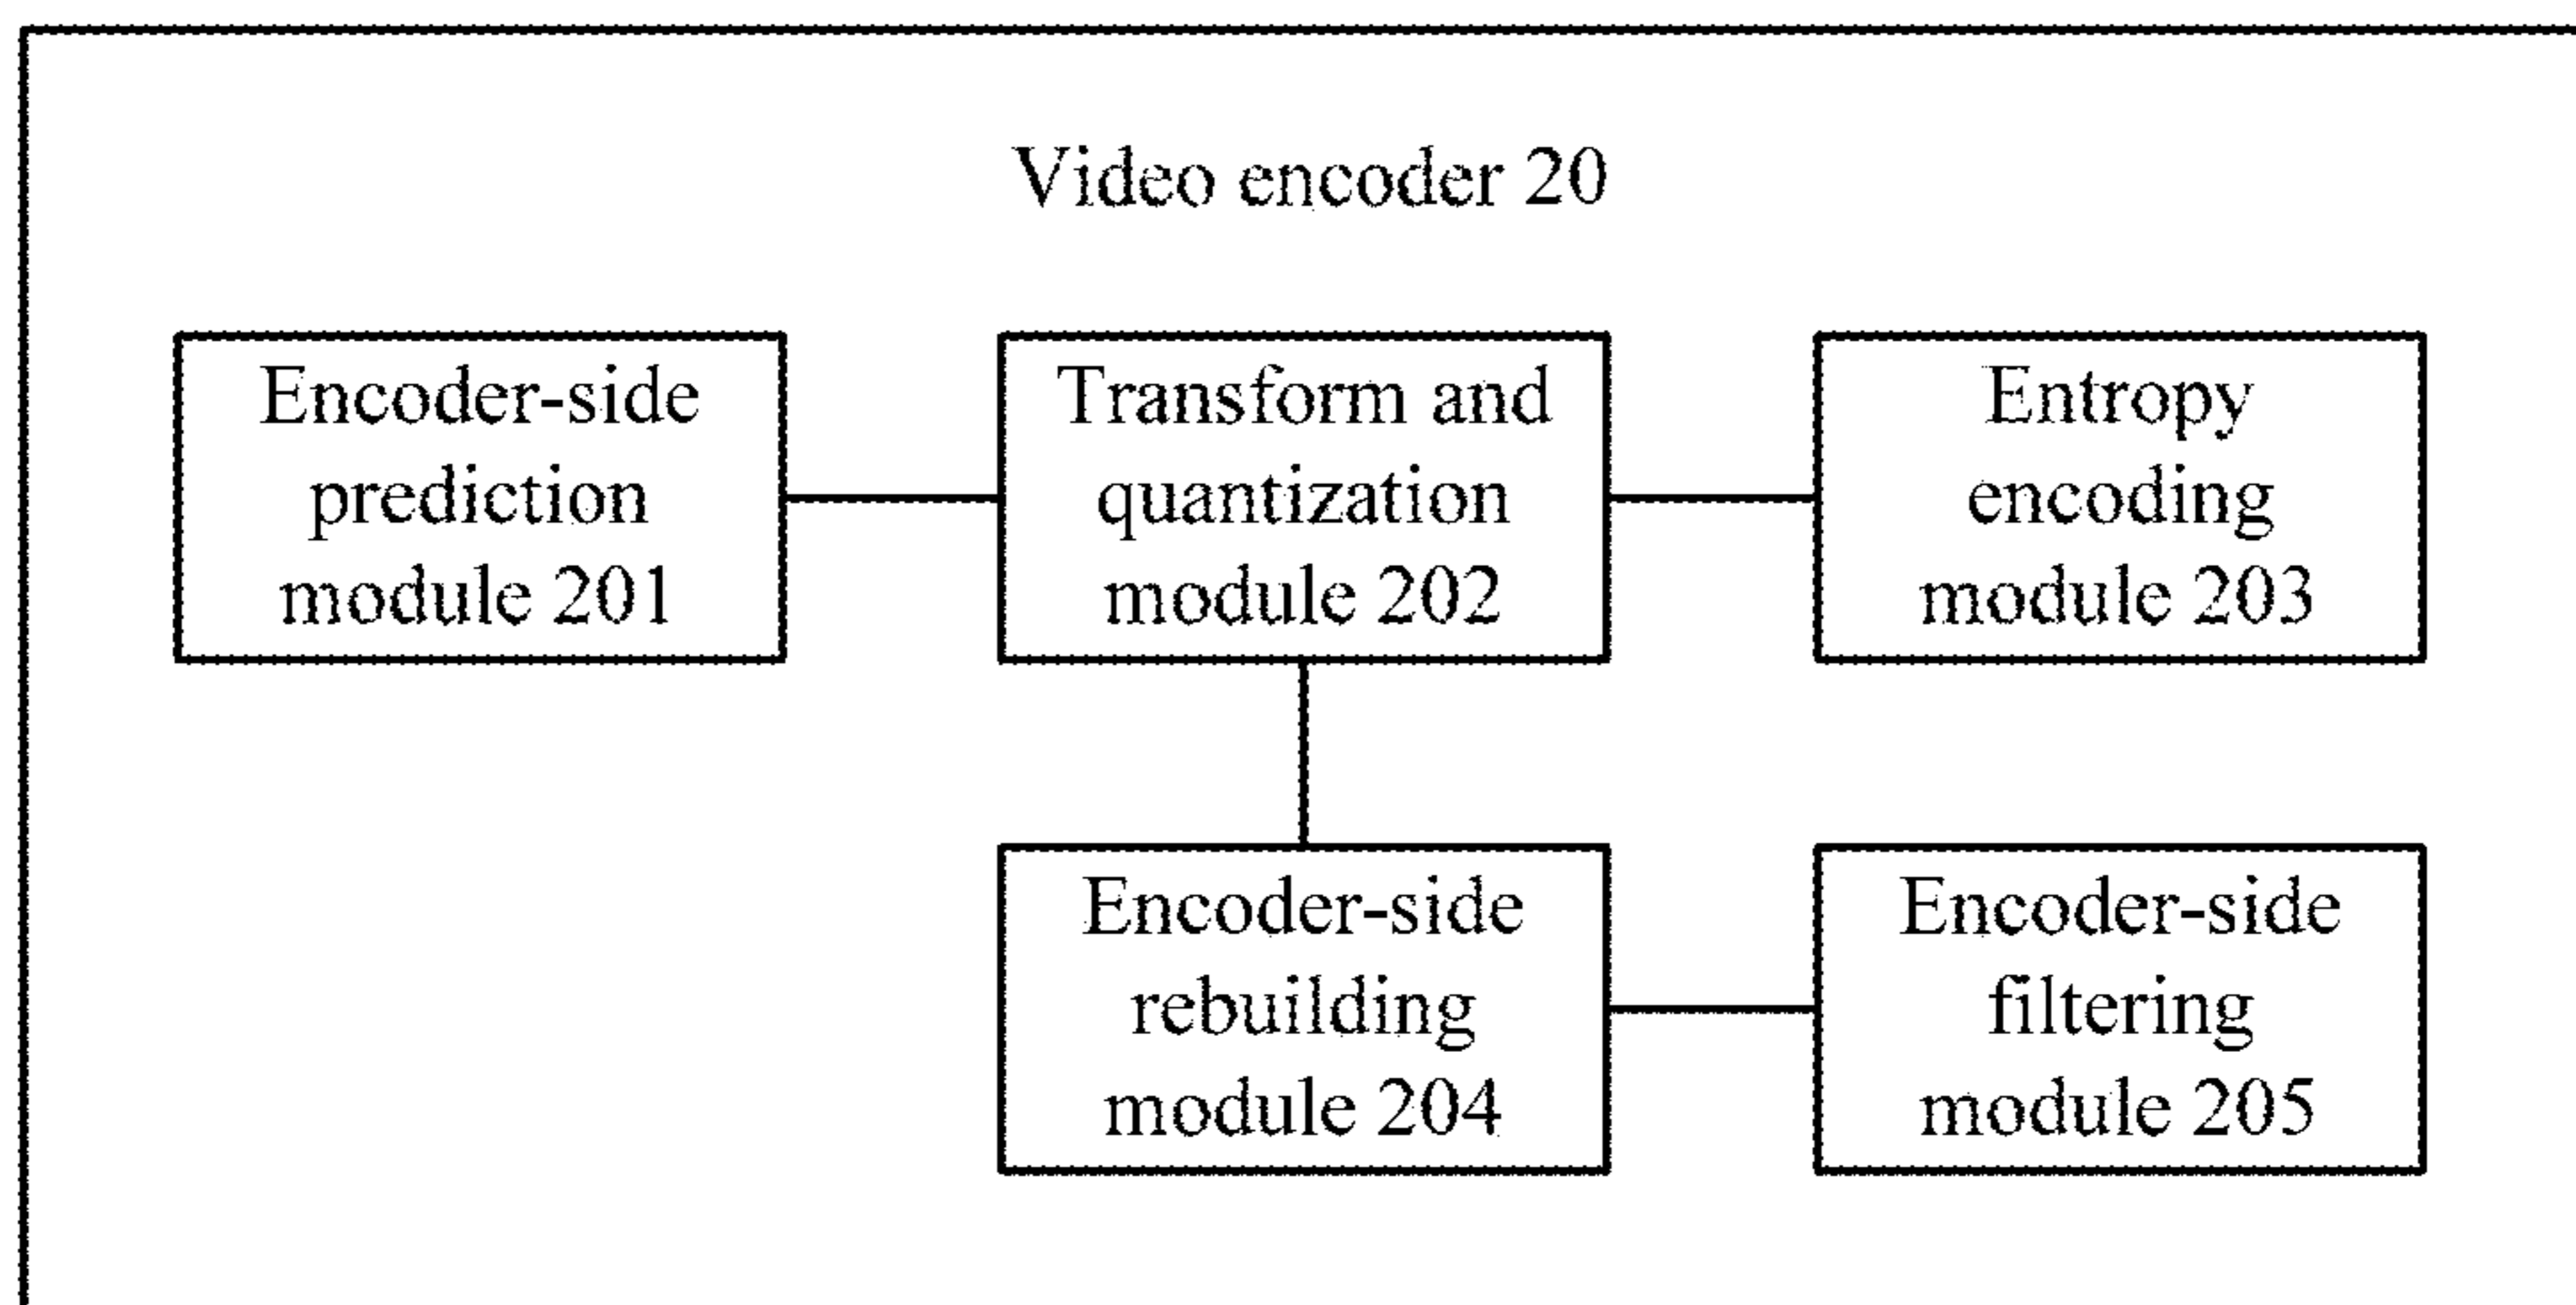 Video encoder 20
Encoder-side
prediction
module 201
Transform and
quantization
module 202
Entropy
encoding
module 203
Encoder-side
rebuilding
module 204
Encoder-side
filtering
module 205